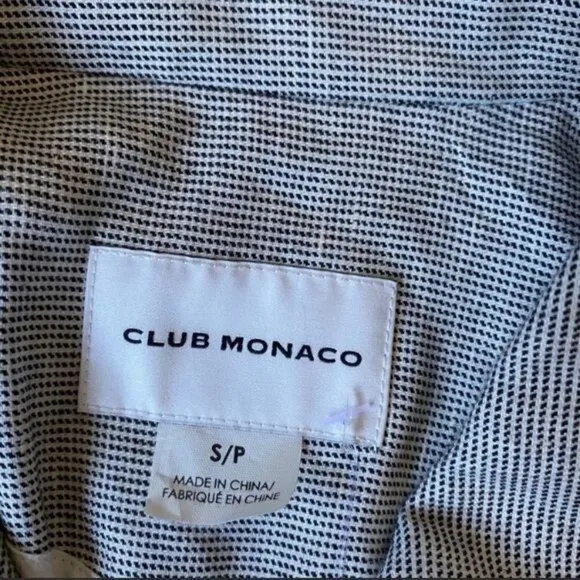 CLUB MONACO
S/P
MADE IN CHINA/
FABRIQUÉ EN CHINE